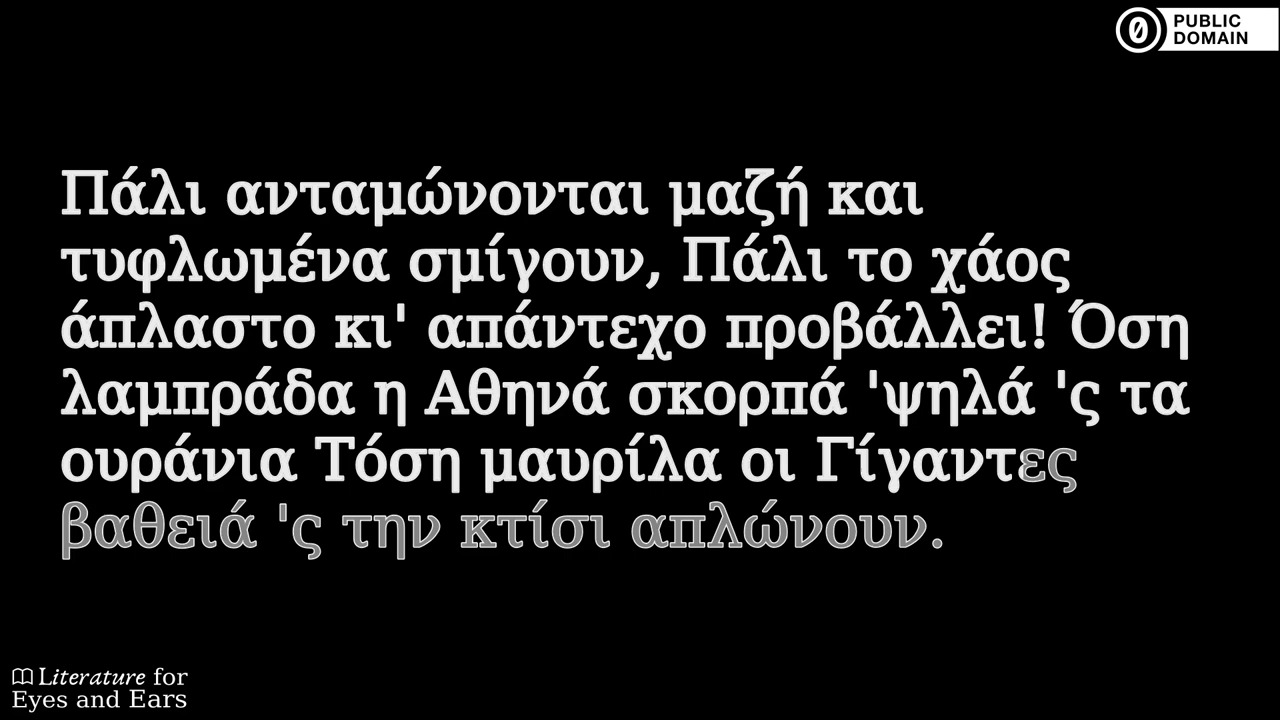 PUBLIC
DOMAIN
Πάλι ανταμώνονται μαζή και
τυφλωμένα σμίγουν, Πάλι το χάος
άπλαστο κι' απάντεχο προβάλλει! Όση
λαμπράδα η Αθηνά σκορπά 'ψηλά 'ς τα
ουράνια Τόση μαυρίλα οι Γίγαντες
βαθειά 'ς την κτίσι απλώνουν.
Literature for
Eyes and Ears